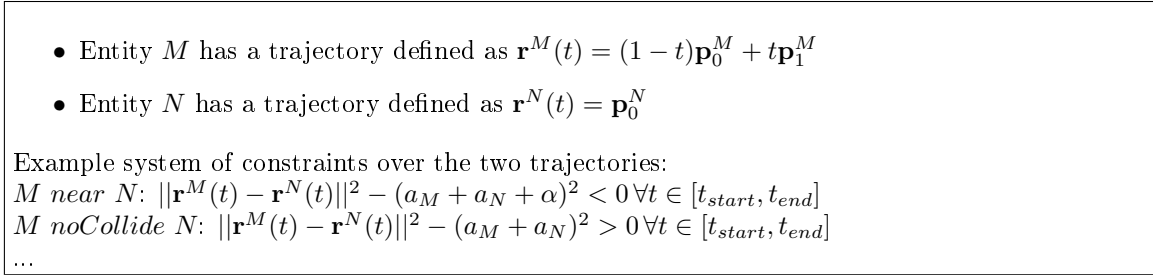 • Entity M has a trajectory defined as r^M(t) = (1 − t)p_0^M + tp_1^M
• Entity N has a trajectory defined as r^N(t) = p_0^N
Example system of constraints over the two trajectories:
M near N: ||r^M(t) − r^N(t)||^2 − (a_M + a_N + α)^2 < 0 ∀t ∈ [t_start, t_end]
M noCollide N: ||r^M(t) − r^N(t)||^2 − (a_M + a_N)^2 > 0 ∀t ∈ [t_start, t_end]
...